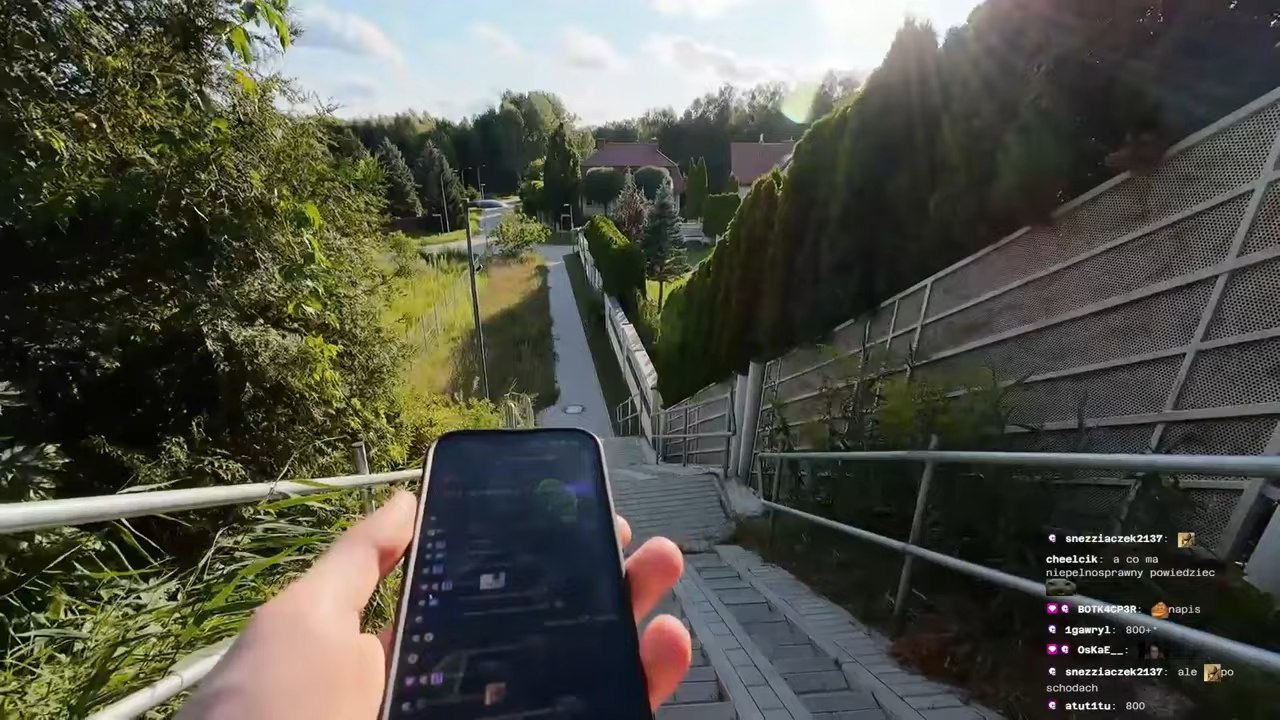 snezziaczek2137:
cheelcik: a co ma
niepelnosprawny powiedziec
BOTK4CP3R: napis
1gawryl: 800+*
OsKaE__:
snezziaczek2137: ale po
schodach
atut1tu: 800